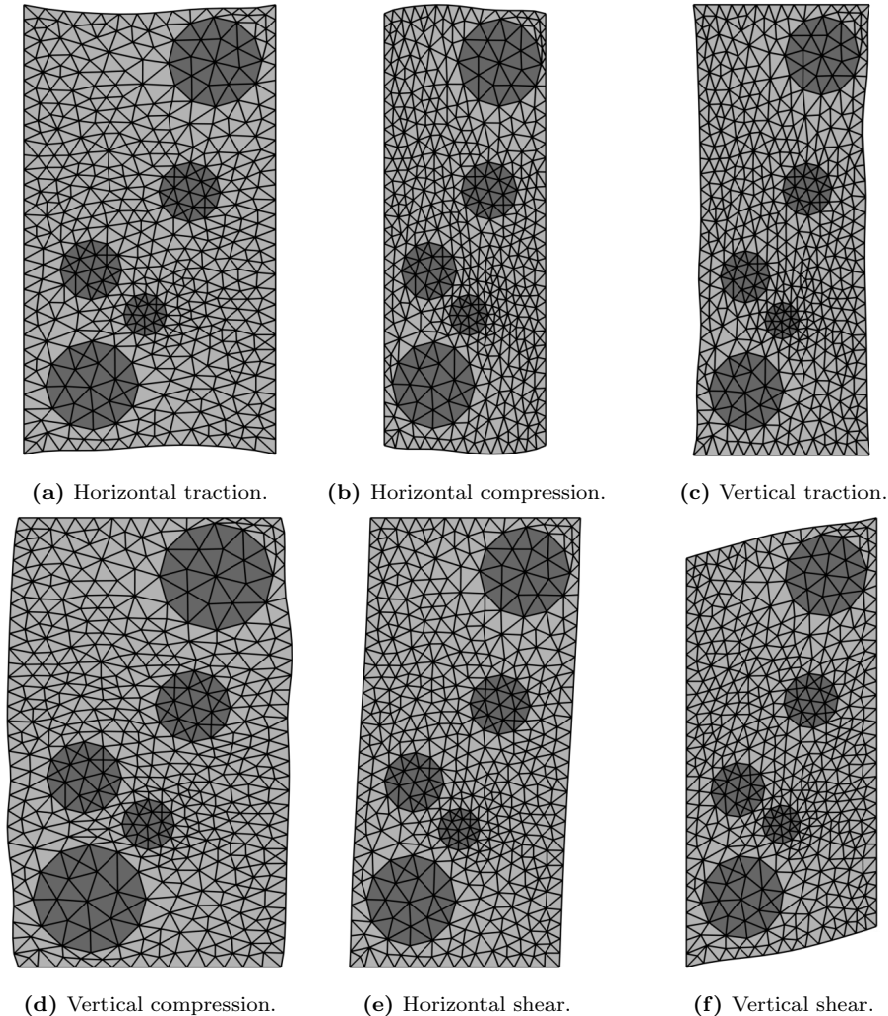 (a) Horizontal traction.
(b) Horizontal compression.
(c) Vertical traction.
(d) Vertical compression.
(e) Horizontal shear.
(f) Vertical shear.